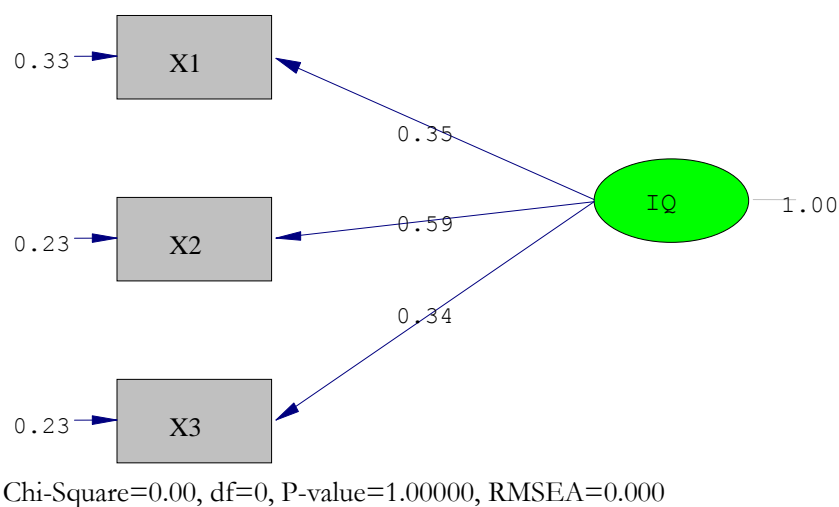 0.33 X1
0.35
IQ 1.00
0.59
0.23 X2
0.34
0.23 X3
Chi-Square=0.00, df=0, P-value=1.00000, RMSEA=0.000